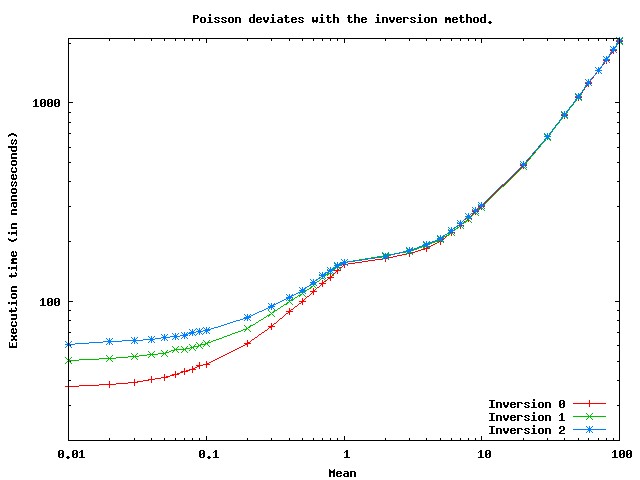 Poisson deviates with the inversion method.
Execution time (in nanoseconds)
1000
100
Inversion 0
Inversion 1
Inversion 2
0.01 0.1 1 10 100
Mean